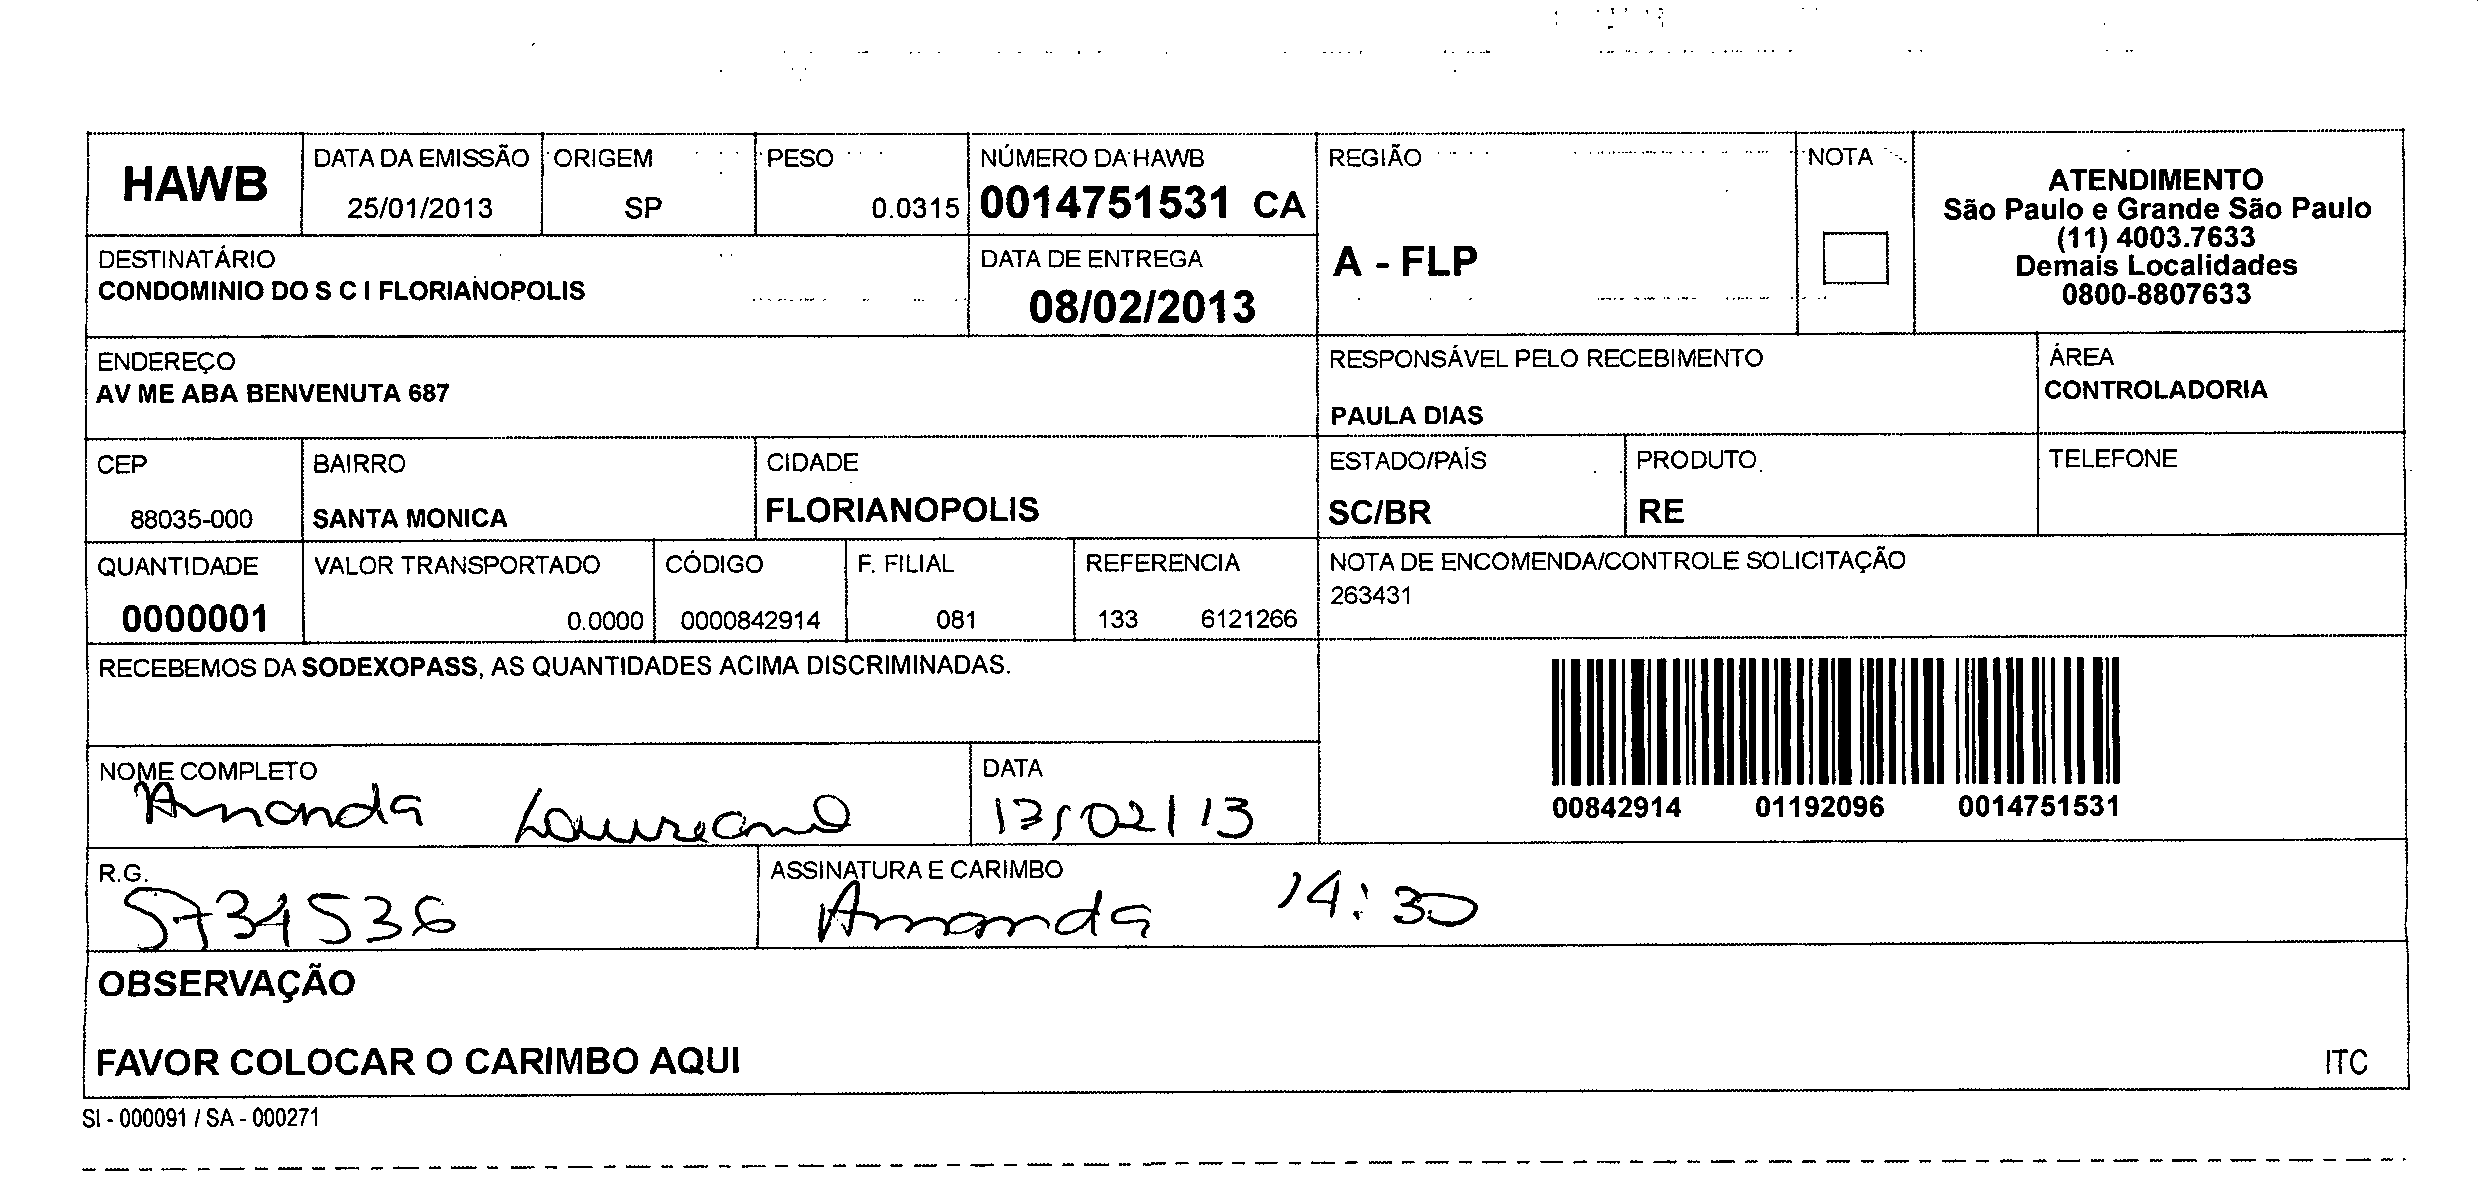 HAWB
DATA DA EMISSÃO
25/01/2013
ORIGEM
SP
PESO
0.0315
NÚMERO DA HAWB
0014751531 CA
REGIÃO
A - FLP
NOTA
ATENDIMENTO
São Paulo e Grande São Paulo
(11) 4003.7633
Demais Localidades
0800-8807633
DESTINATÁRIO
CONDOMINIO DO S C I FLORIANOPOLIS
DATA DE ENTREGA
08/02/2013
ENDEREÇO
AV ME ABA BENVENUTA 687
RESPONSÁVEL PELO RECEBIMENTO
PAULA DIAS
ÁREA
CONTROLADORIA
CEP
88035-000
BAIRRO
SANTA MONICA
CIDADE
FLORIANOPOLIS
ESTADO/PAÍS
SC/BR
PRODUTO
RE
TELEFONE
QUANTIDADE
0000001
VALOR TRANSPORTADO
0.0000
CÓDIGO
0000842914
F. FILIAL
081
REFERENCIA
133 6121266
NOTA DE ENCOMENDA/CONTROLE SOLICITAÇÃO
263431
RECEBEMOS DA SODEXOPASS, AS QUANTIDADES ACIMA DISCRIMINADAS.
00842914 01192096 0014751531
NOME COMPLETO
Amanda Laureano
DATA
/02/13
R.G.
5734536
ASSINATURA E CARIMBO
Amanda 14:30
OBSERVAÇÃO
FAVOR COLOCAR O CARIMBO AQUI
ITC
SI - 000091 / SA - 000271